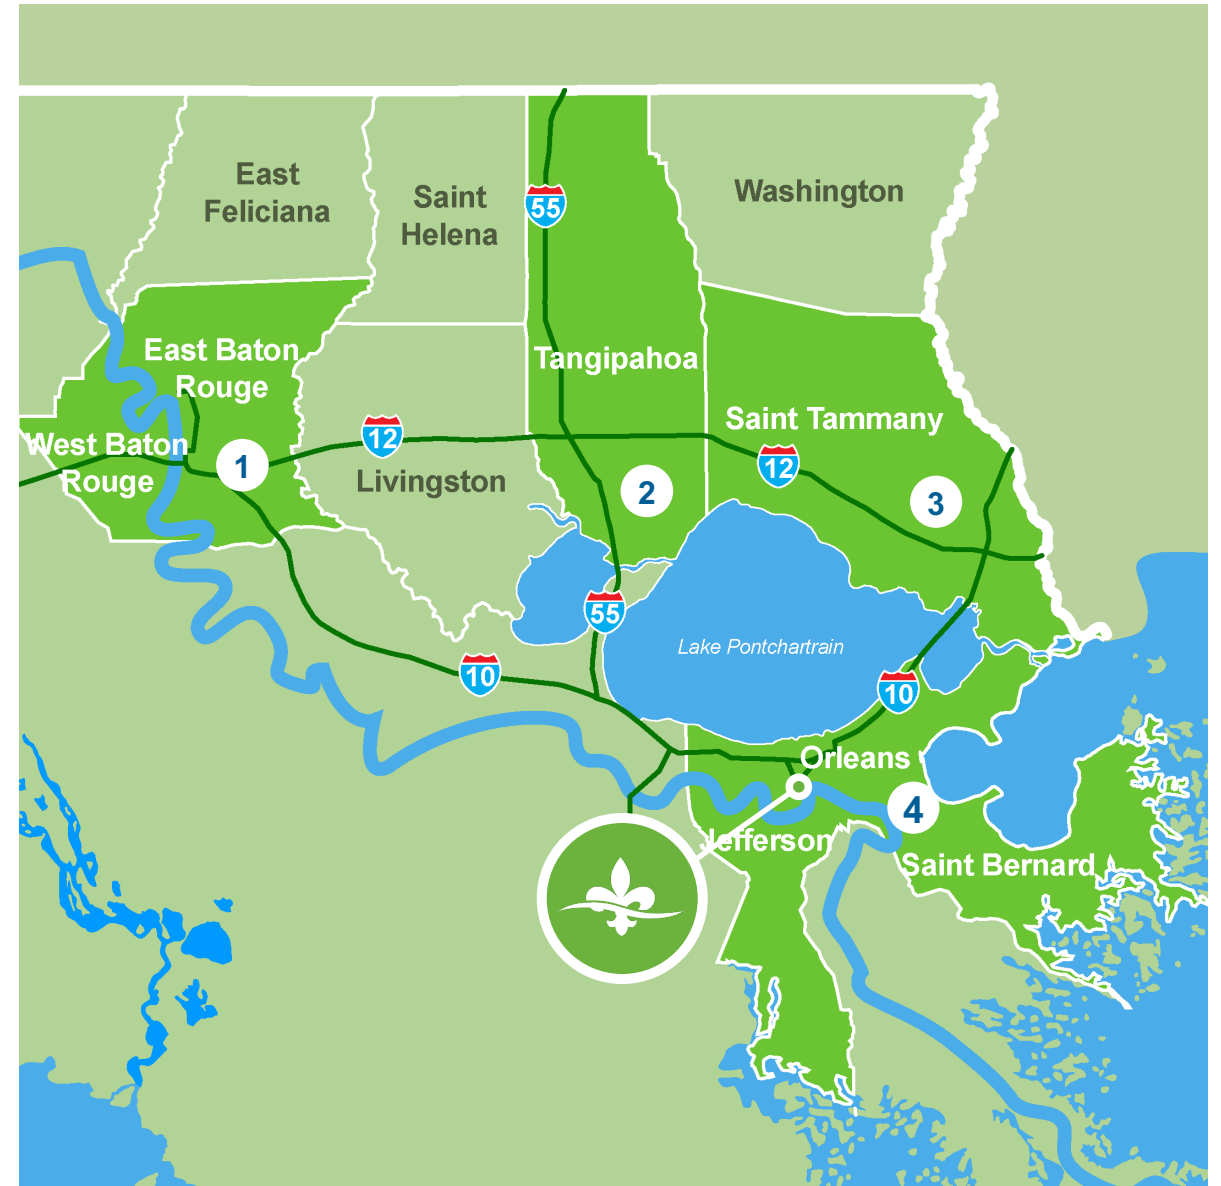 East
Feliciana
Saint
Helena
55
Washington
East Baton
Rouge
Tangipahoa
Saint Tammany
12
West Baton
Rouge
1
12
Livingston
2
3
55
Lake Pontchartrain
10
10
Orleans
4
Jefferson
Saint Bernard